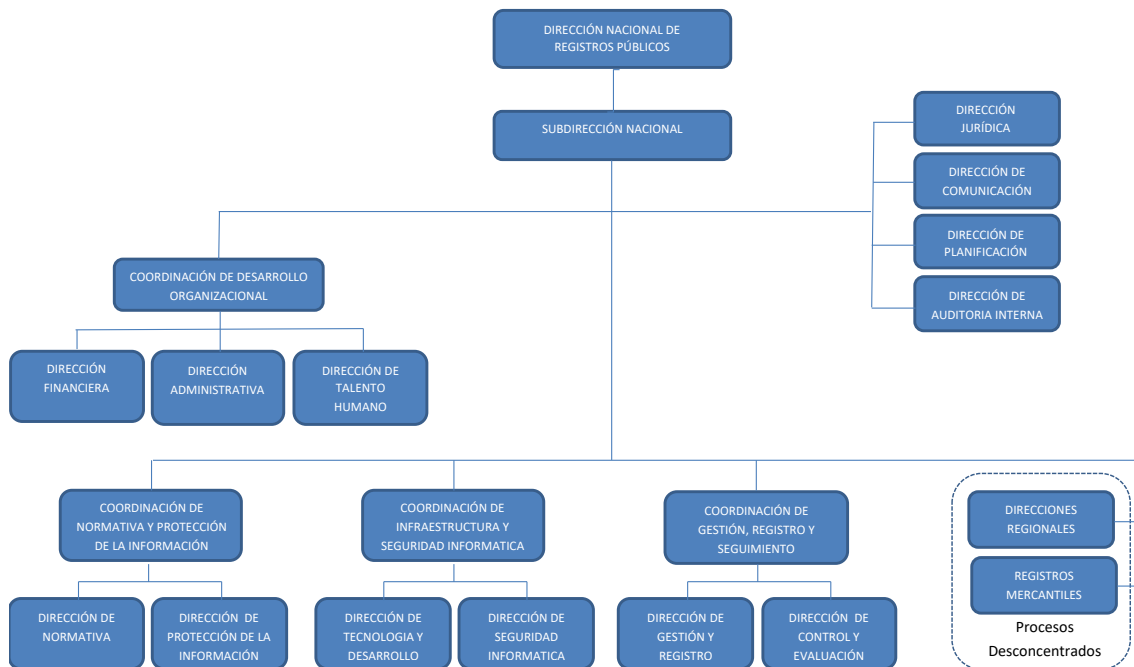 DIRECCIÓN NACIONAL DE
REGISTROS PÚBLICOS
SUBDIRECCIÓN NACIONAL
DIRECCIÓN
JURÍDICA
DIRECCIÓN DE
COMUNICACIÓN
DIRECCIÓN DE
PLANIFICACIÓN
DIRECCIÓN DE
AUDITORIA INTERNA
COORDINACIÓN DE DESARROLLO
ORGANIZACIONAL
DIRECCIÓN
FINANCIERA
DIRECCIÓN
ADMINISTRATIVA
DIRECCIÓN DE
TALENTO
HUMANO
COORDINACIÓN DE
NORMATIVA Y PROTECCIÓN
DE LA INFORMACIÓN
COORDINACIÓN DE
INFRAESTRUCTURA Y
SEGURIDAD INFORMATICA
COORDINACIÓN DE
GESTIÓN, REGISTRO Y
SEGUIMIENTO
DIRECCIONES
REGIONALES
REGISTROS
MERCANTILES
Procesos
Desconcentrados
DIRECCIÓN DE
NORMATIVA
DIRECCIÓN DE
PROTECCIÓN DE LA
INFORMACIÓN
DIRECCIÓN DE
TECNOLOGIA Y
DESARROLLO
DIRECCIÓN DE
SEGURIDAD
INFORMATICA
DIRECCIÓN DE
GESTIÓN Y
REGISTRO
DIRECCIÓN DE
CONTROL Y
EVALUACIÓN